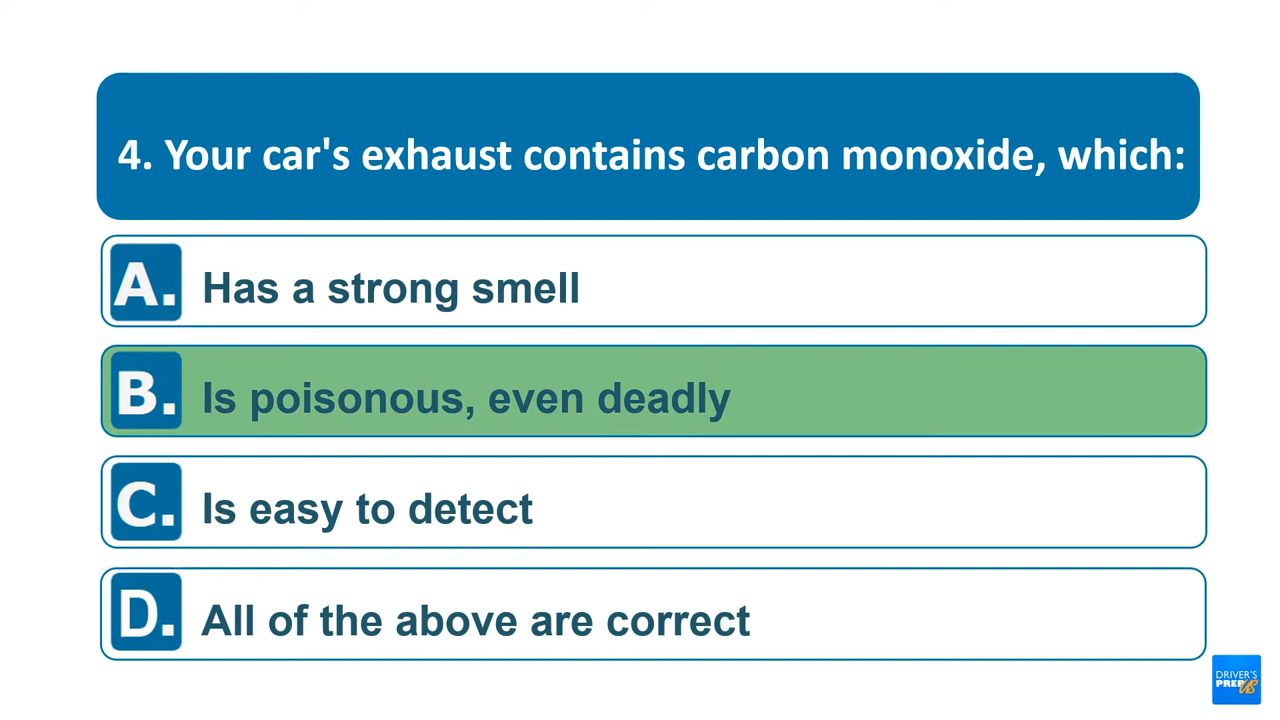 4. Your car's exhaust contains carbon monoxide, which:
A. Has a strong smell
B. Is poisonous, even deadly
C. Is easy to detect
D. All of the above are correct
DRIVER'S
PREP US